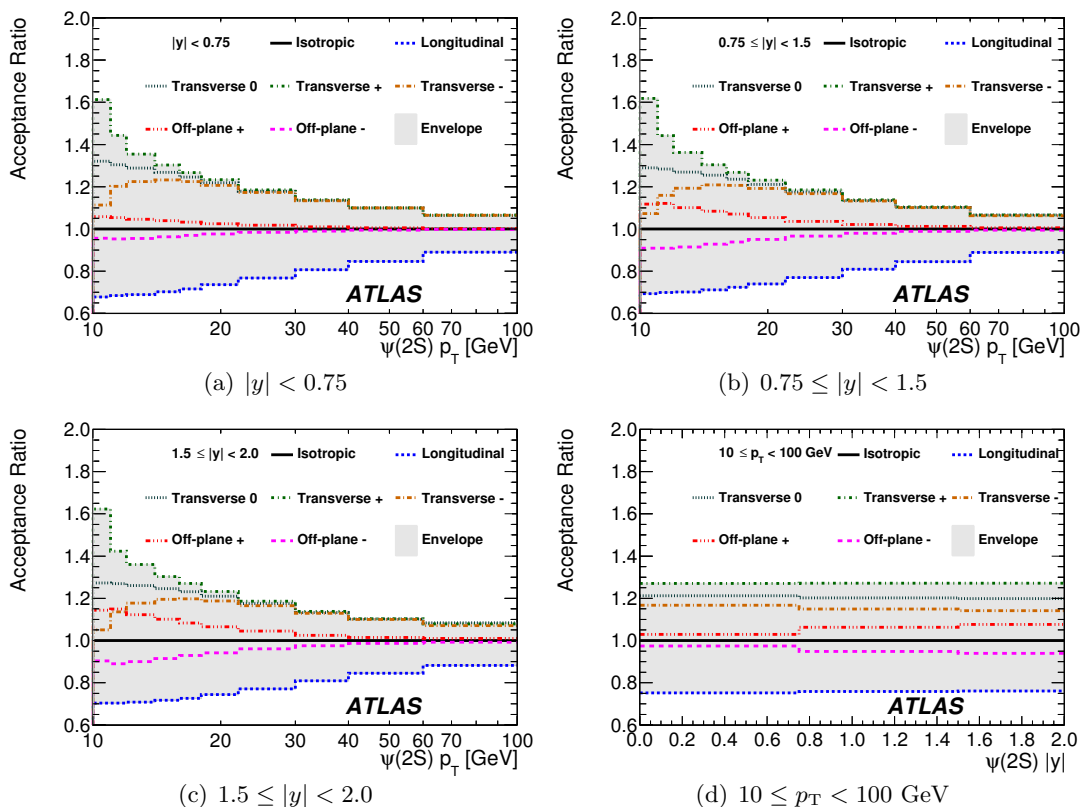 Acceptance Ratio
2.0
1.8
1.6
1.4
1.2
1.0
0.8
0.6
|y| < 0.75
Isotropic
Longitudinal
Transverse 0
Transverse +
Transverse -
Off-plane +
Off-plane -
Envelope
ATLAS
10 20 30 40 50 60 70 100
ψ(2S) p_T [GeV]
(a) |y| < 0.75
Acceptance Ratio
2.0
1.8
1.6
1.4
1.2
1.0
0.8
0.6
0.75 ≤ |y| < 1.5
Isotropic
Longitudinal
Transverse 0
Transverse +
Transverse -
Off-plane +
Off-plane -
Envelope
ATLAS
10 20 30 40 50 60 70 100
ψ(2S) p_T [GeV]
(b) 0.75 ≤ |y| < 1.5
Acceptance Ratio
2.0
1.8
1.6
1.4
1.2
1.0
0.8
0.6
1.5 ≤ |y| < 2.0
Isotropic
Longitudinal
Transverse 0
Transverse +
Transverse -
Off-plane +
Off-plane -
Envelope
ATLAS
10 20 30 40 50 60 70 100
ψ(2S) p_T [GeV]
(c) 1.5 ≤ |y| < 2.0
Acceptance Ratio
2.0
1.8
1.6
1.4
1.2
1.0
0.8
0.6
10 ≤ p_T < 100 GeV
Isotropic
Longitudinal
Transverse 0
Transverse +
Transverse -
Off-plane +
Off-plane -
Envelope
ATLAS
0.0 0.2 0.4 0.6 0.8 1.0 1.2 1.4 1.6 1.8 2.0
ψ(2S) |y|
(d) 10 ≤ p_T < 100 GeV